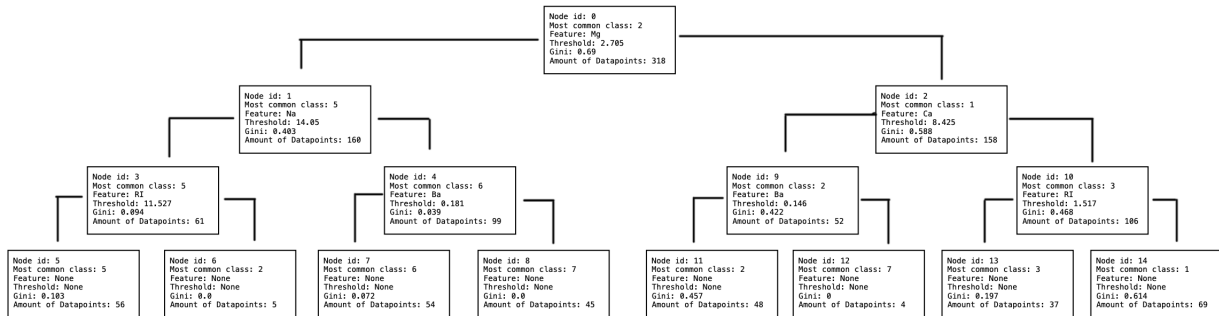 Node id: 0
Most common class: 2
Feature: Mg
Threshold: 2.705
Gini: 0.69
Amount of Datapoints: 318
Node id: 1
Most common class: 5
Feature: Na
Threshold: 14.05
Gini: 0.403
Amount of Datapoints: 160
Node id: 2
Most common class: 1
Feature: Ca
Threshold: 8.425
Gini: 0.588
Amount of Datapoints: 158
Node id: 3
Most common class: 5
Feature: RI
Threshold: 11.527
Gini: 0.094
Amount of Datapoints: 61
Node id: 4
Most common class: 6
Feature: Ba
Threshold: 0.181
Gini: 0.039
Amount of Datapoints: 99
Node id: 9
Most common class: 2
Feature: Ba
Threshold: 0.146
Gini: 0.422
Amount of Datapoints: 52
Node id: 10
Most common class: 3
Feature: RI
Threshold: 1.517
Gini: 0.468
Amount of Datapoints: 106
Node id: 5
Most common class: 5
Feature: None
Threshold: None
Gini: 0.103
Amount of Datapoints: 56
Node id: 6
Most common class: 2
Feature: None
Threshold: None
Gini: 0.0
Amount of Datapoints: 5
Node id: 7
Most common class: 6
Feature: None
Threshold: None
Gini: 0.072
Amount of Datapoints: 54
Node id: 8
Most common class: 7
Feature: None
Threshold: None
Gini: 0.0
Amount of Datapoints: 45
Node id: 11
Most common class: 2
Feature: None
Threshold: None
Gini: 0.457
Amount of Datapoints: 48
Node id: 12
Most common class: 7
Feature: None
Threshold: None
Gini: 0
Amount of Datapoints: 4
Node id: 13
Most common class: 3
Feature: None
Threshold: None
Gini: 0.197
Amount of Datapoints: 37
Node id: 14
Most common class: 1
Feature: None
Threshold: None
Gini: 0.614
Amount of Datapoints: 69